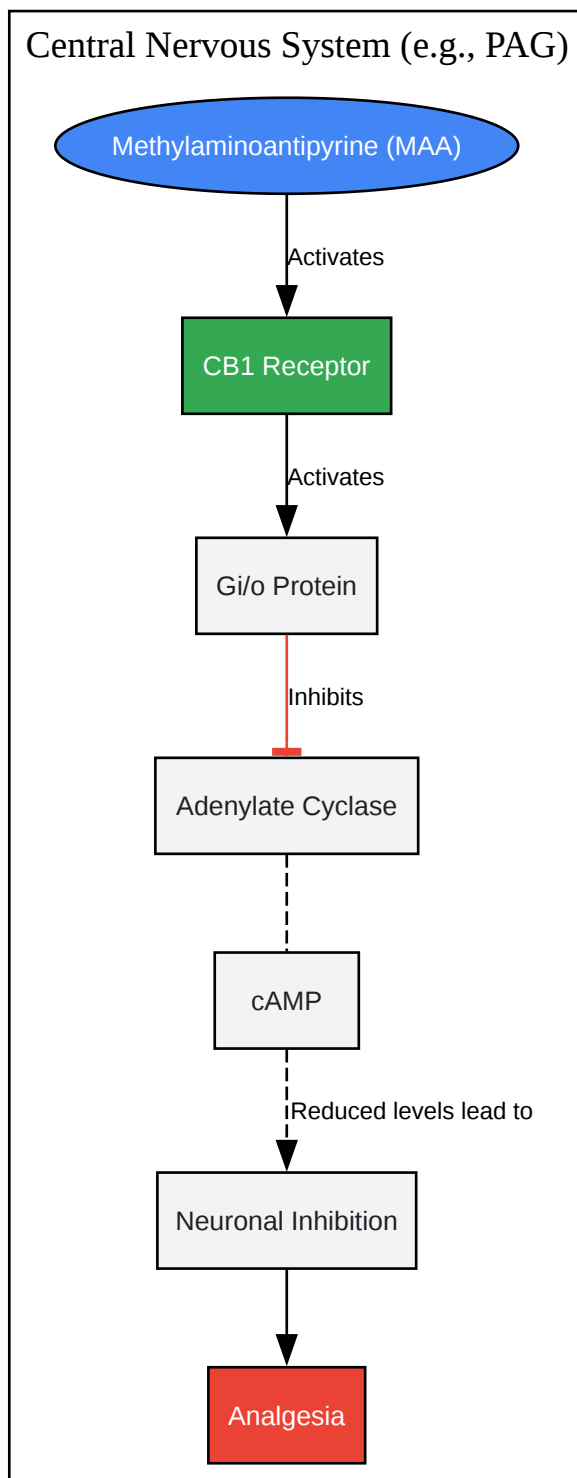 Central Nervous System (e.g., PAG)
Methylaminoantipyrine (MAA)
Activates
CB1 Receptor
Activates
Gi/o Protein
Inhibits
Adenylate Cyclase
cAMP
Reduced levels lead to
Neuronal Inhibition
Analgesia